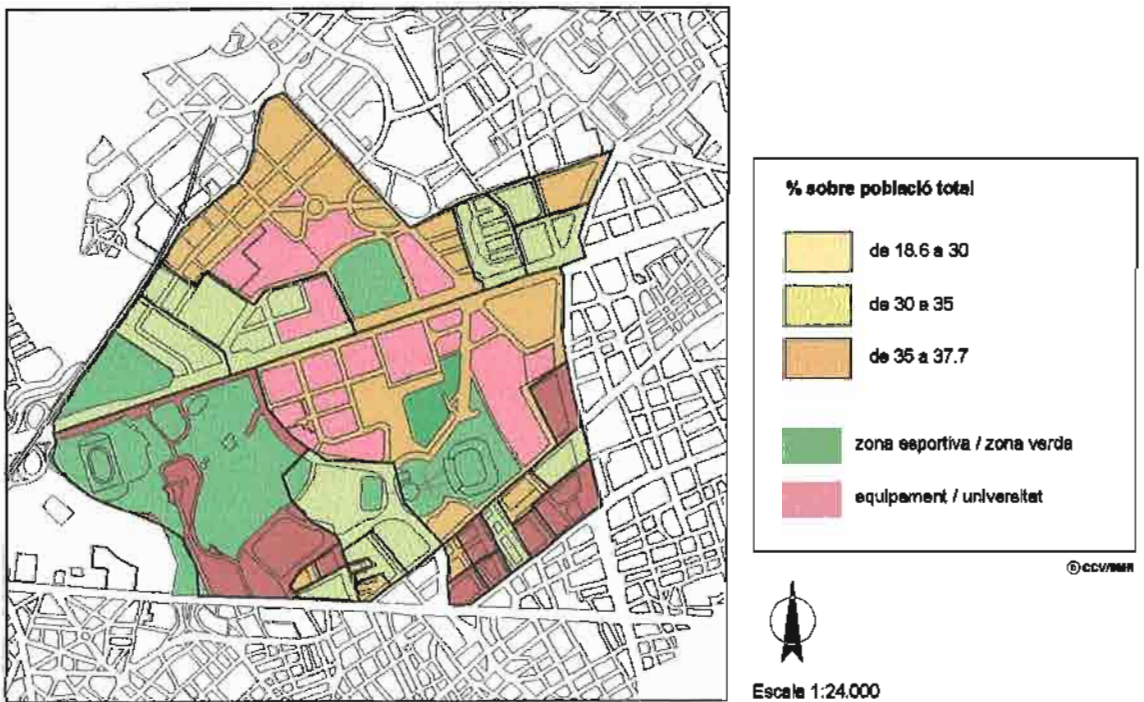 % sobre població total
de 18.6 a 30
de 30 a 35
de 35 a 37.7
zona esportiva / zona verda
equipament / universitat
Escala 1:24.000